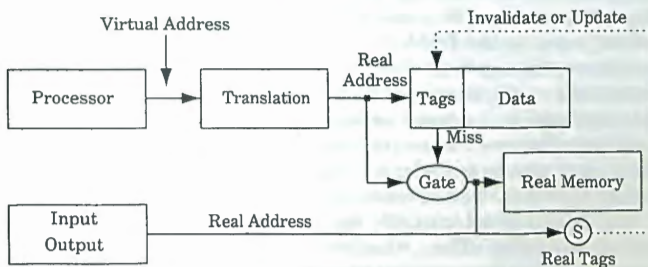 Virtual Address
Invalidate or Update
Real
Address
Processor
Translation
Tags
Data
Miss
Gate
Real Memory
Input
Output
Real Address
S
Real Tags